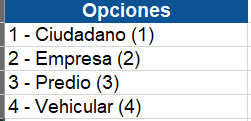 Opciones
1 - Ciudadano (1)
2 - Empresa (2)
3 - Predio (3)
4 - Vehicular (4)